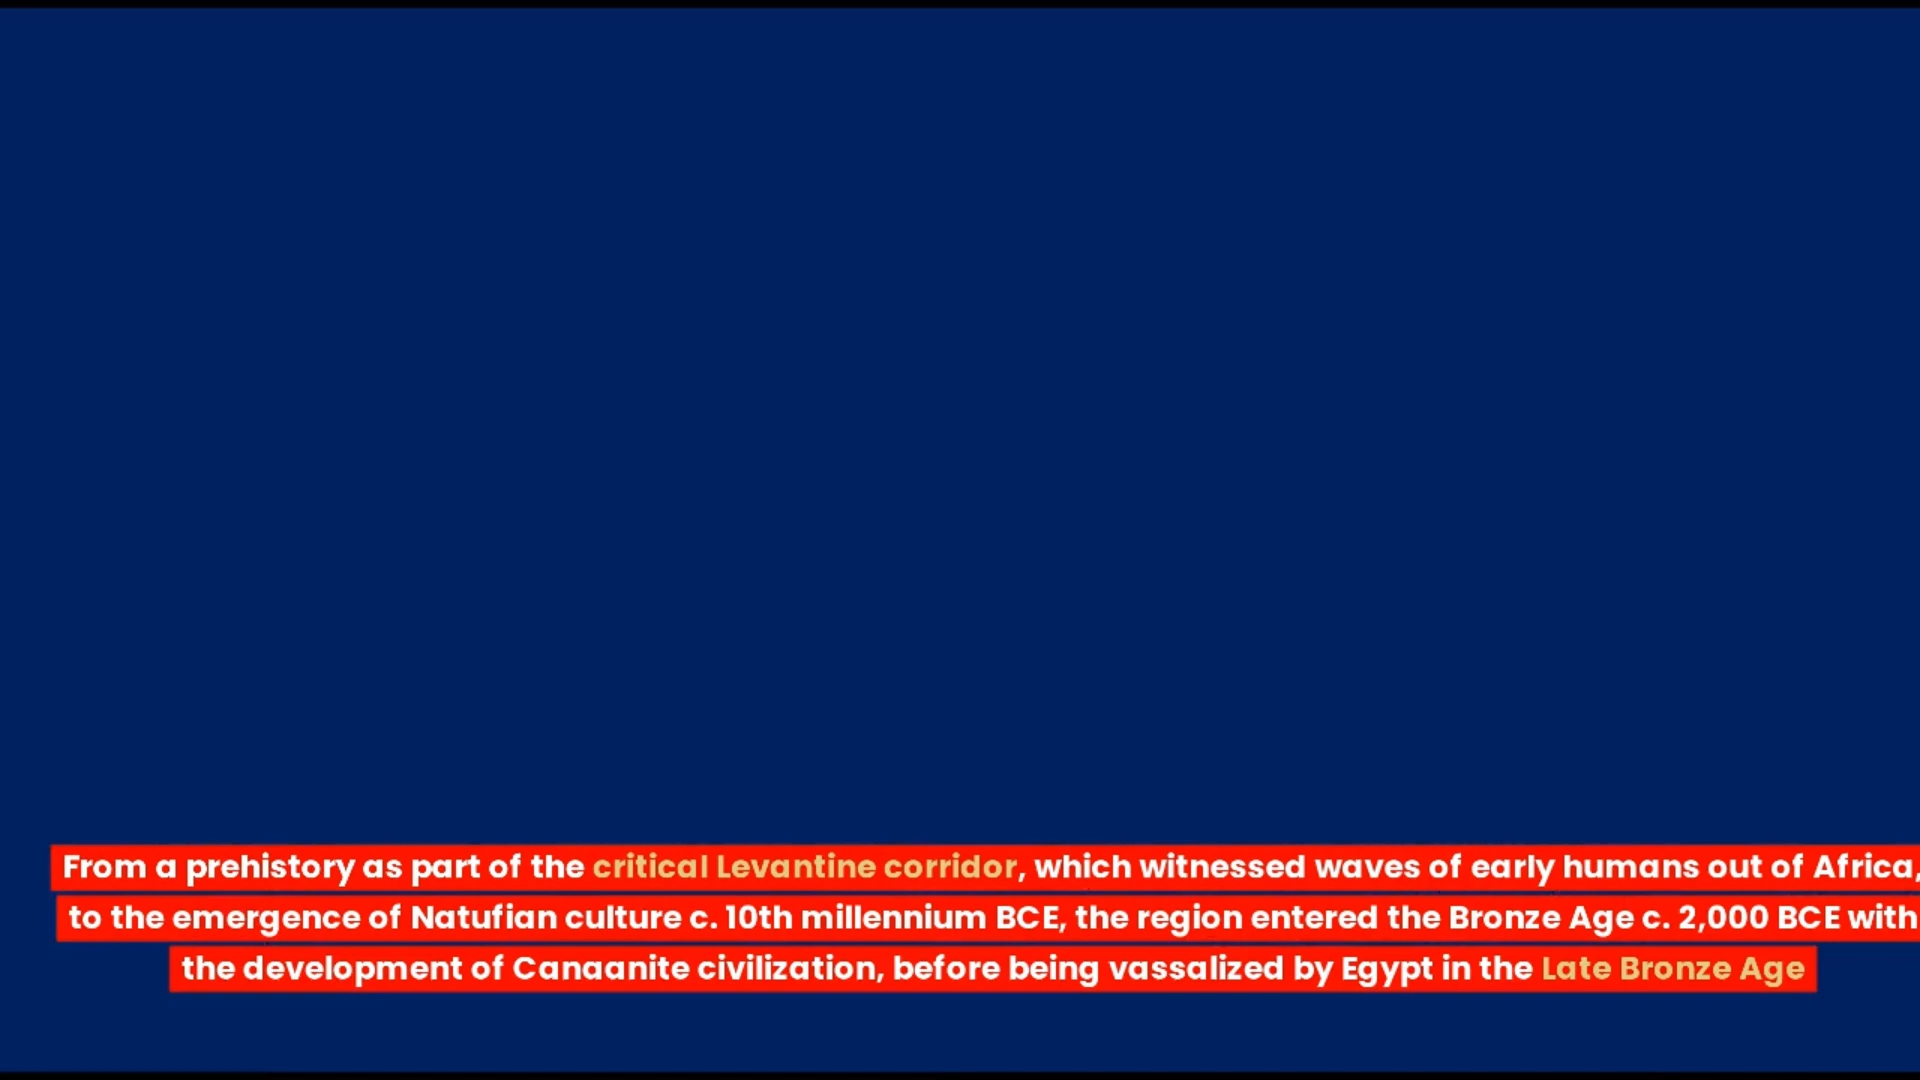 From a prehistory as part of the critical Levantine corridor, which witnessed waves of early humans out of Africa,
to the emergence of Natufian culture c. 10th millennium BCE, the region entered the Bronze Age c. 2,000 BCE with
the development of Canaanite civilization, before being vassalized by Egypt in the Late Bronze Age